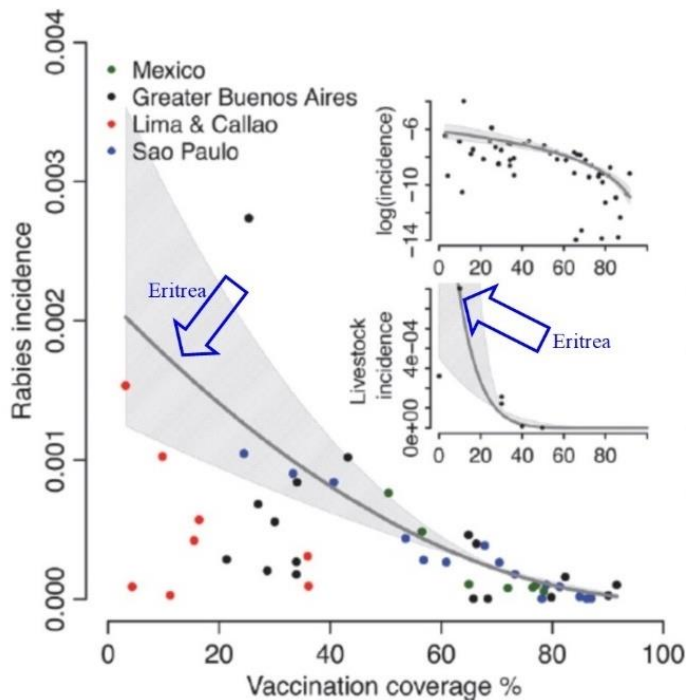 0.004
0.003
0.002
0.001
0.000
Rabies incidence
Mexico
Greater Buenos Aires
Lima & Callao
Sao Paulo
Eritrea
log(incidence)
-6
-10
-14
0 20 40 60 80
Livestock
incidence
4e-04
0e+00
Eritrea
0 20 40 60 80
0 20 40 60 80 100
Vaccination coverage %